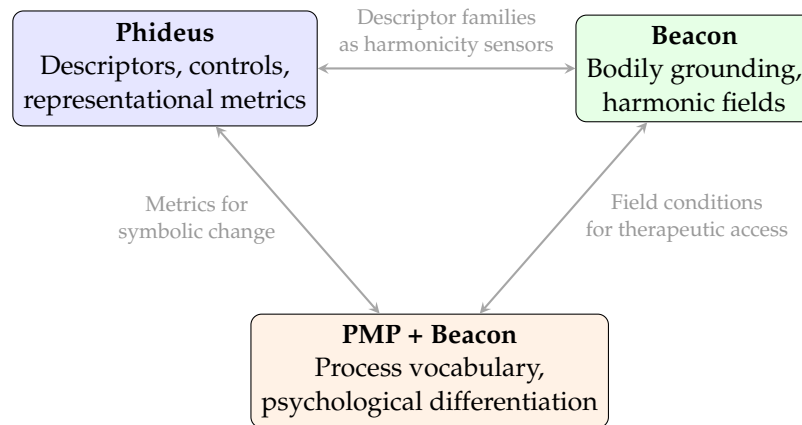 Phideus
Descriptors, controls,
representational metrics
Descriptor families
as harmonicity sensors
Beacon
Bodily grounding,
harmonic fields
Metrics for
symbolic change
Field conditions
for therapeutic access
PMP + Beacon
Process vocabulary,
psychological differentiation